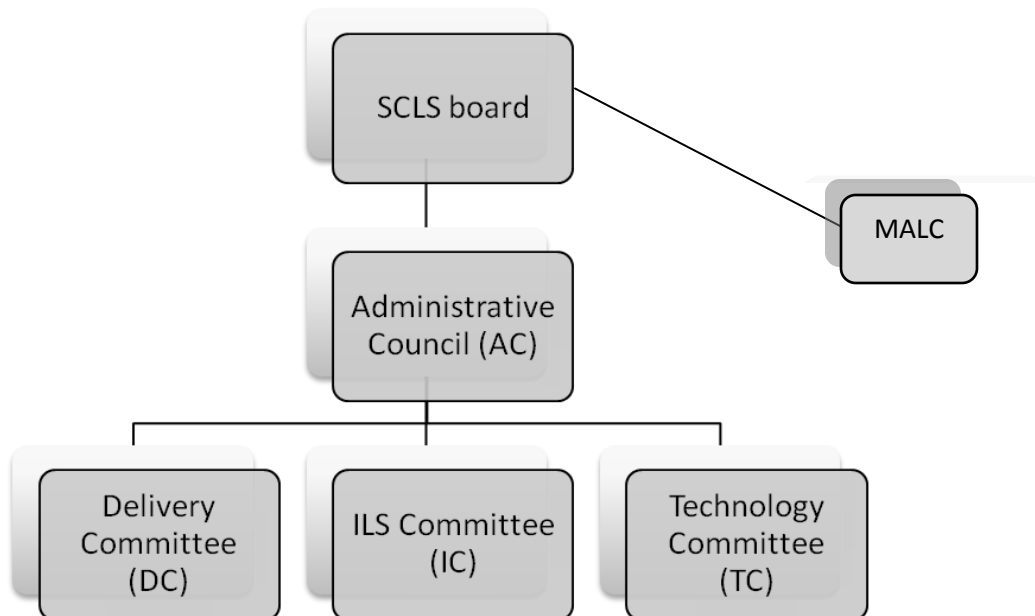 SCLS board
MALC
Administrative
Council (AC)
Delivery
Committee
(DC)
ILS Committee
(IC)
Technology
Committee
(TC)